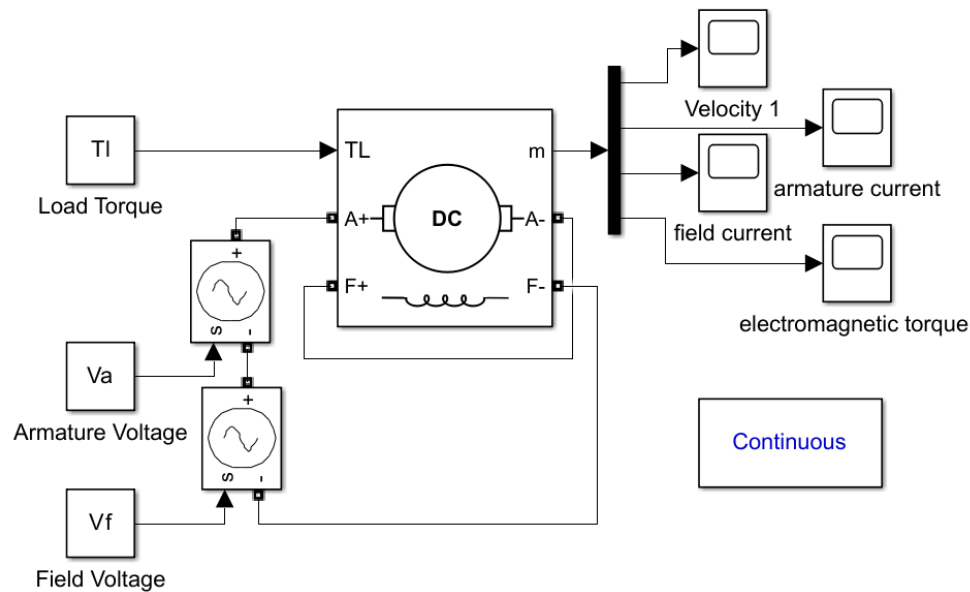 Velocity 1
Tl
TL
m
Load Torque
armature current
A+
DC
A-
field current
+
F+
F-
s
-
electromagnetic torque
Va
Armature Voltage
+
Continuous
s
-
Vf
Field Voltage